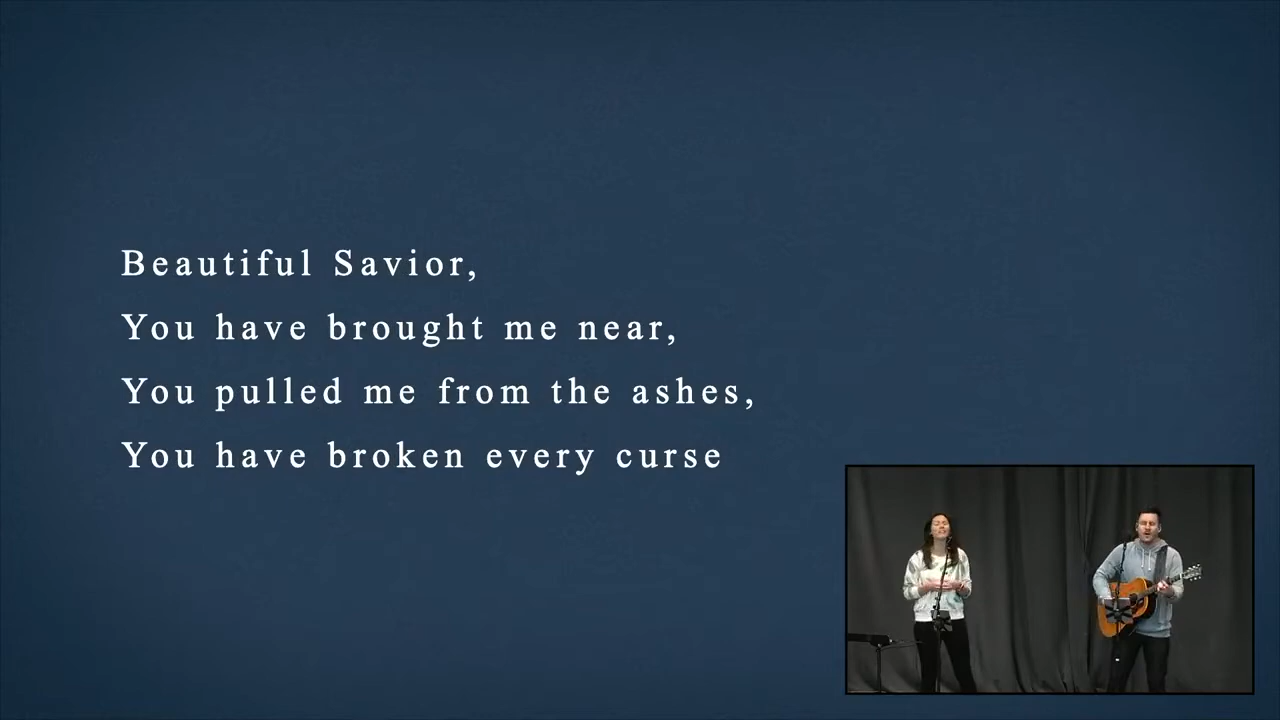 Beautiful Savior,
You have brought me near,
You pulled me from the ashes,
You have broken every curse